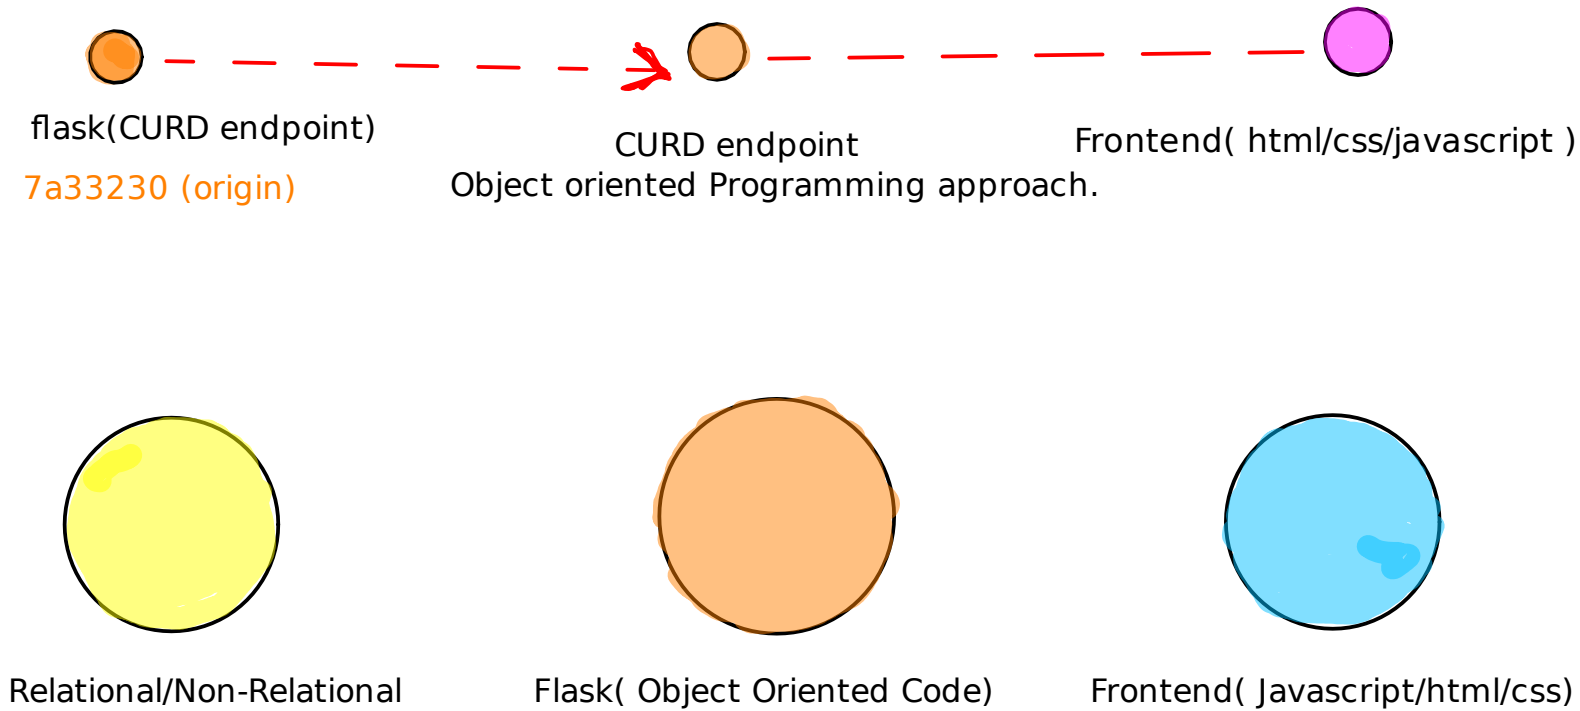 flask(CURD endpoint)
7a33230 (origin)
CURD endpoint
Object oriented Programming approach.
Frontend( html/css/javascript )
Relational/Non-Relational
Flask( Object Oriented Code)
Frontend( Javascript/html/css)